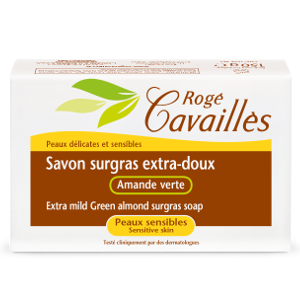 Rogé
Cavaillès
Peaux délicates et sensibles
Savon surgras extra-doux
Amande verte
Extra mild Green almond surgras soap
Peaux sensibles
Sensitive skin
Testé cliniquement par des dermatologues